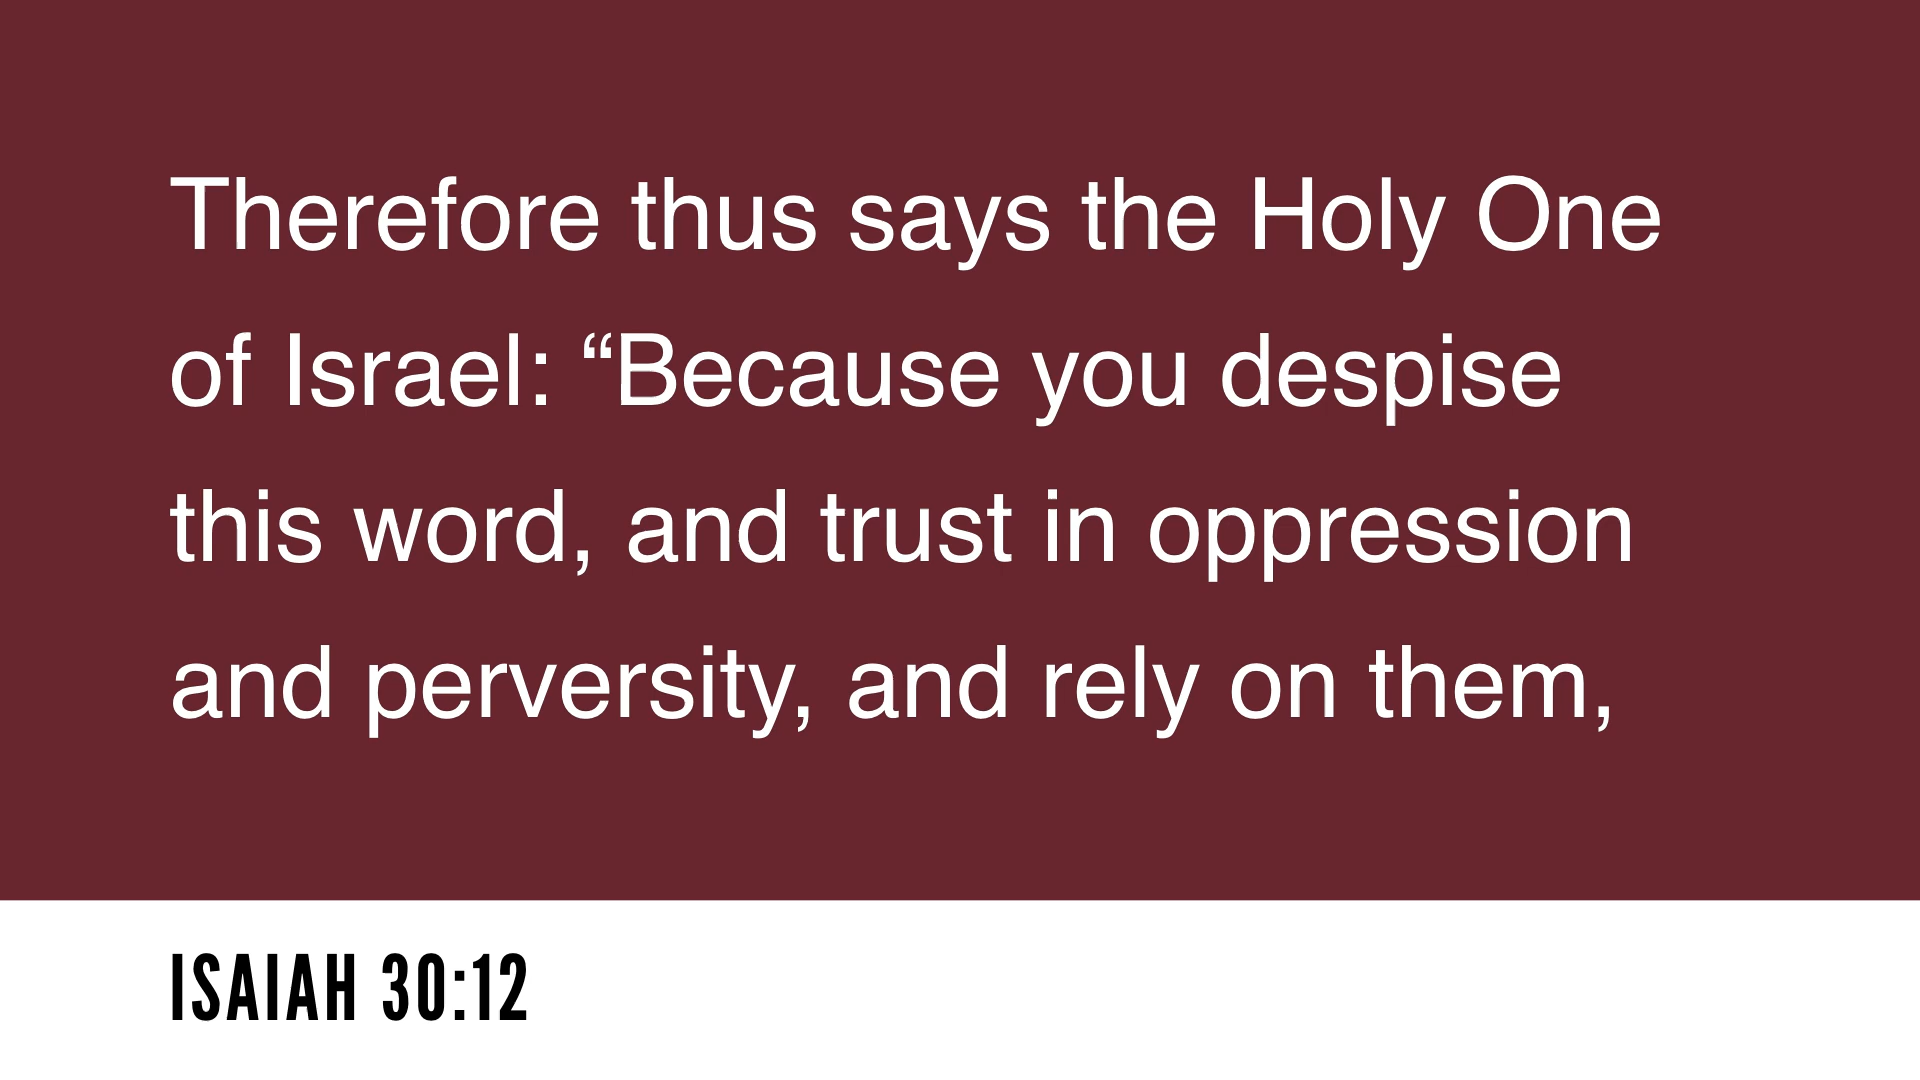 Therefore thus says the Holy One
of Israel: “Because you despise
this word, and trust in oppression
and perversity, and rely on them,
ISAIAH 30:12